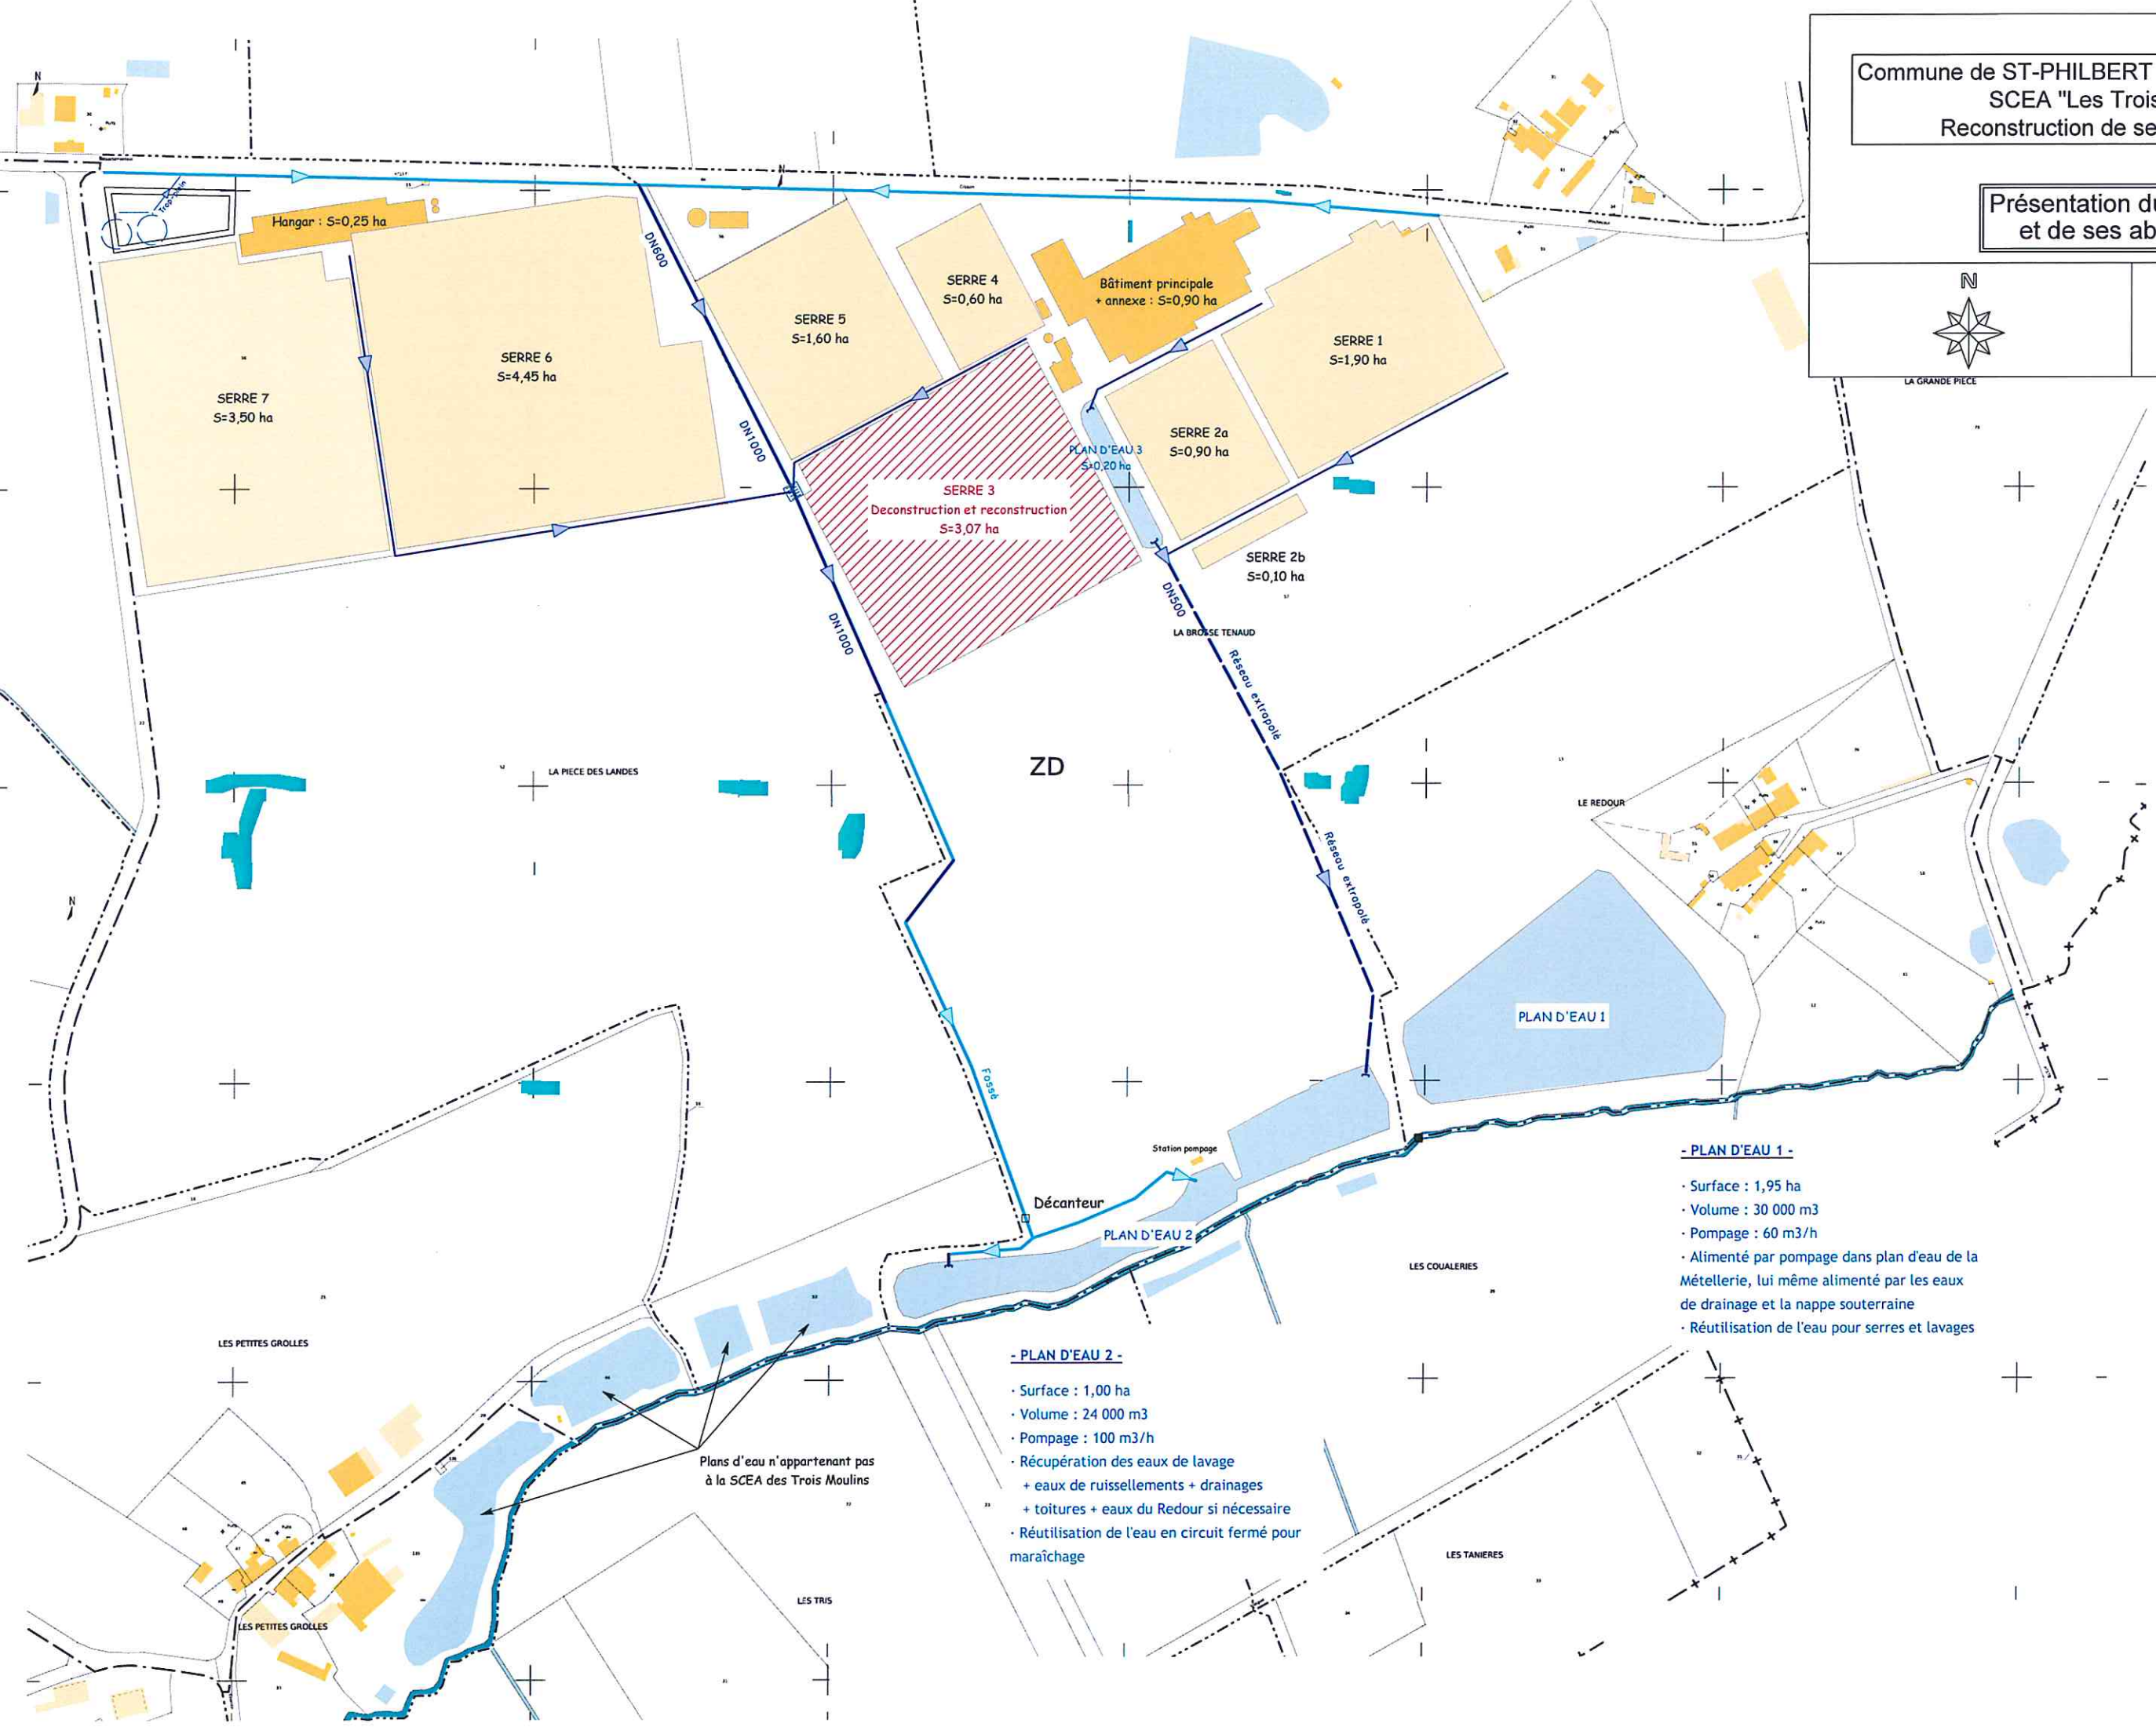 Commune de ST-PHILBERT
SCEA "Les Trois
Reconstruction de se
Présentation du
et de ses ab
N
N
N
N
Trop-plein
Hangar : S=0,25 ha
SERRE 7
S=3,50 ha
SERRE 6
S=4,45 ha
DN600
SERRE 5
S=1,60 ha
SERRE 4
S=0,60 ha
Bâtiment principale
+ annexe : S=0,90 ha
SERRE 1
S=1,90 ha
SERRE 2a
S=0,90 ha
PLAN D'EAU 3
S=0,20 ha
DN1000
SERRE 3
Deconstruction et reconstruction
S=3,07 ha
SERRE 2b
S=0,10 ha
DN500
DN1000
LA GRANDE PIECE
LA BROSSE TENAUD
Réseau extrapolé
LA PIECE DES LANDES
ZD
LE REDOUR
Réseau extrapolé
PLAN D'EAU 1
Fossé
Station pompage
Décanteur
PLAN D'EAU 2
LES COUALERIES
- PLAN D'EAU 1 -
· Surface : 1,95 ha
· Volume : 30 000 m3
· Pompage : 60 m3/h
· Alimenté par pompage dans plan d'eau de la
Métellerie, lui même alimenté par les eaux
de drainage et la nappe souterraine
· Réutilisation de l'eau pour serres et lavages
LES PETITES GROLLES
- PLAN D'EAU 2 -
· Surface : 1,00 ha
· Volume : 24 000 m3
· Pompage : 100 m3/h
· Récupération des eaux de lavage
+ eaux de ruissellements + drainages
+ toitures + eaux du Redour si nécessaire
· Réutilisation de l'eau en circuit fermé pour
maraîchage
Plans d'eau n'appartenant pas
à la SCEA des Trois Moulins
LES TANIERES
LES TRIS
LES PETITES GROLLES